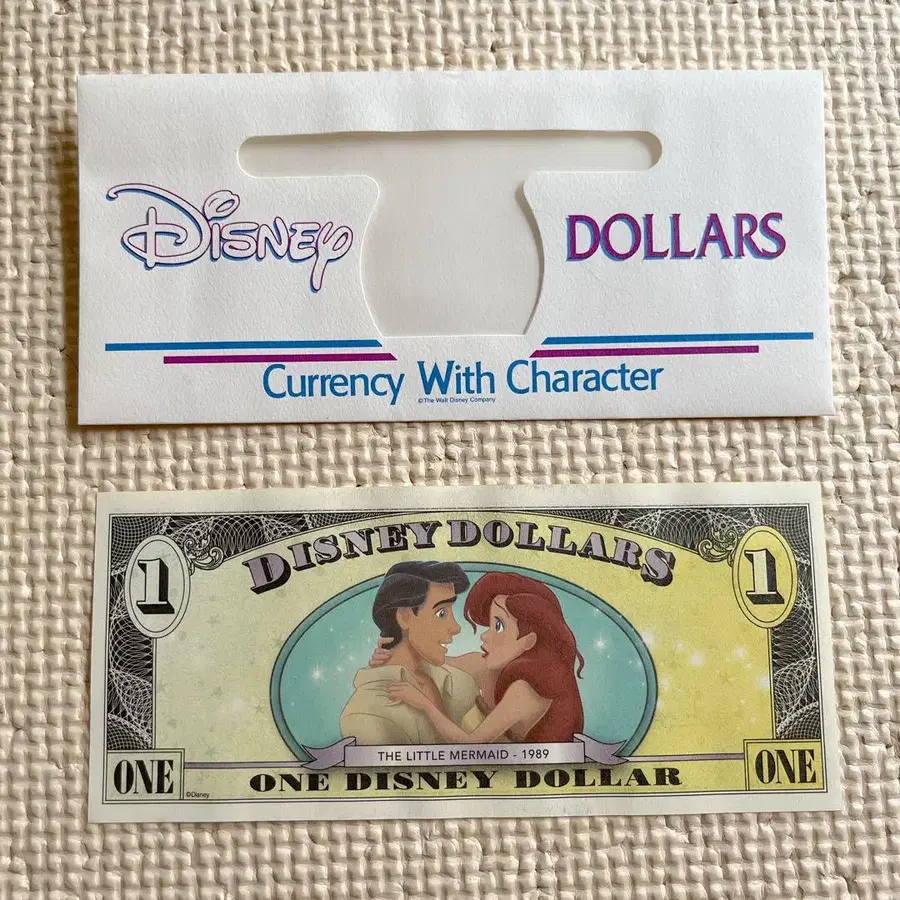 Disney DOLLARS
Currency With Character
©The Walt Disney Company
DISNEY DOLLARS
1 1
THE LITTLE MERMAID - 1989
ONE ONE DISNEY DOLLAR ONE
©Disney